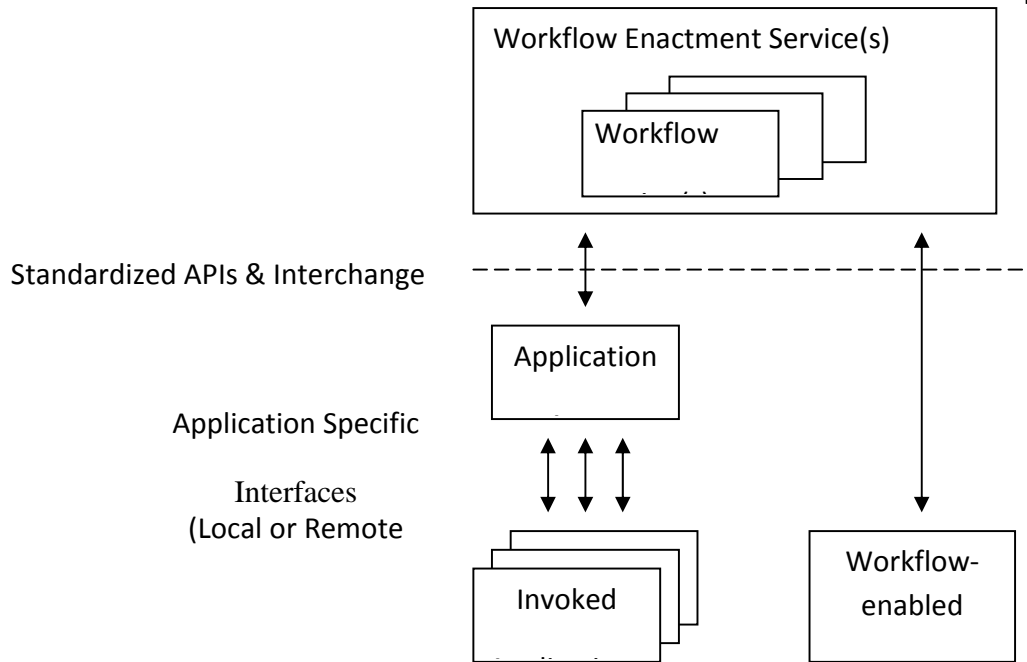 Workflow Enactment Service(s)
Workflow
Standardized APIs & Interchange
Application
Application Specific
Interfaces
(Local or Remote
Invoked
Workflow-
enabled